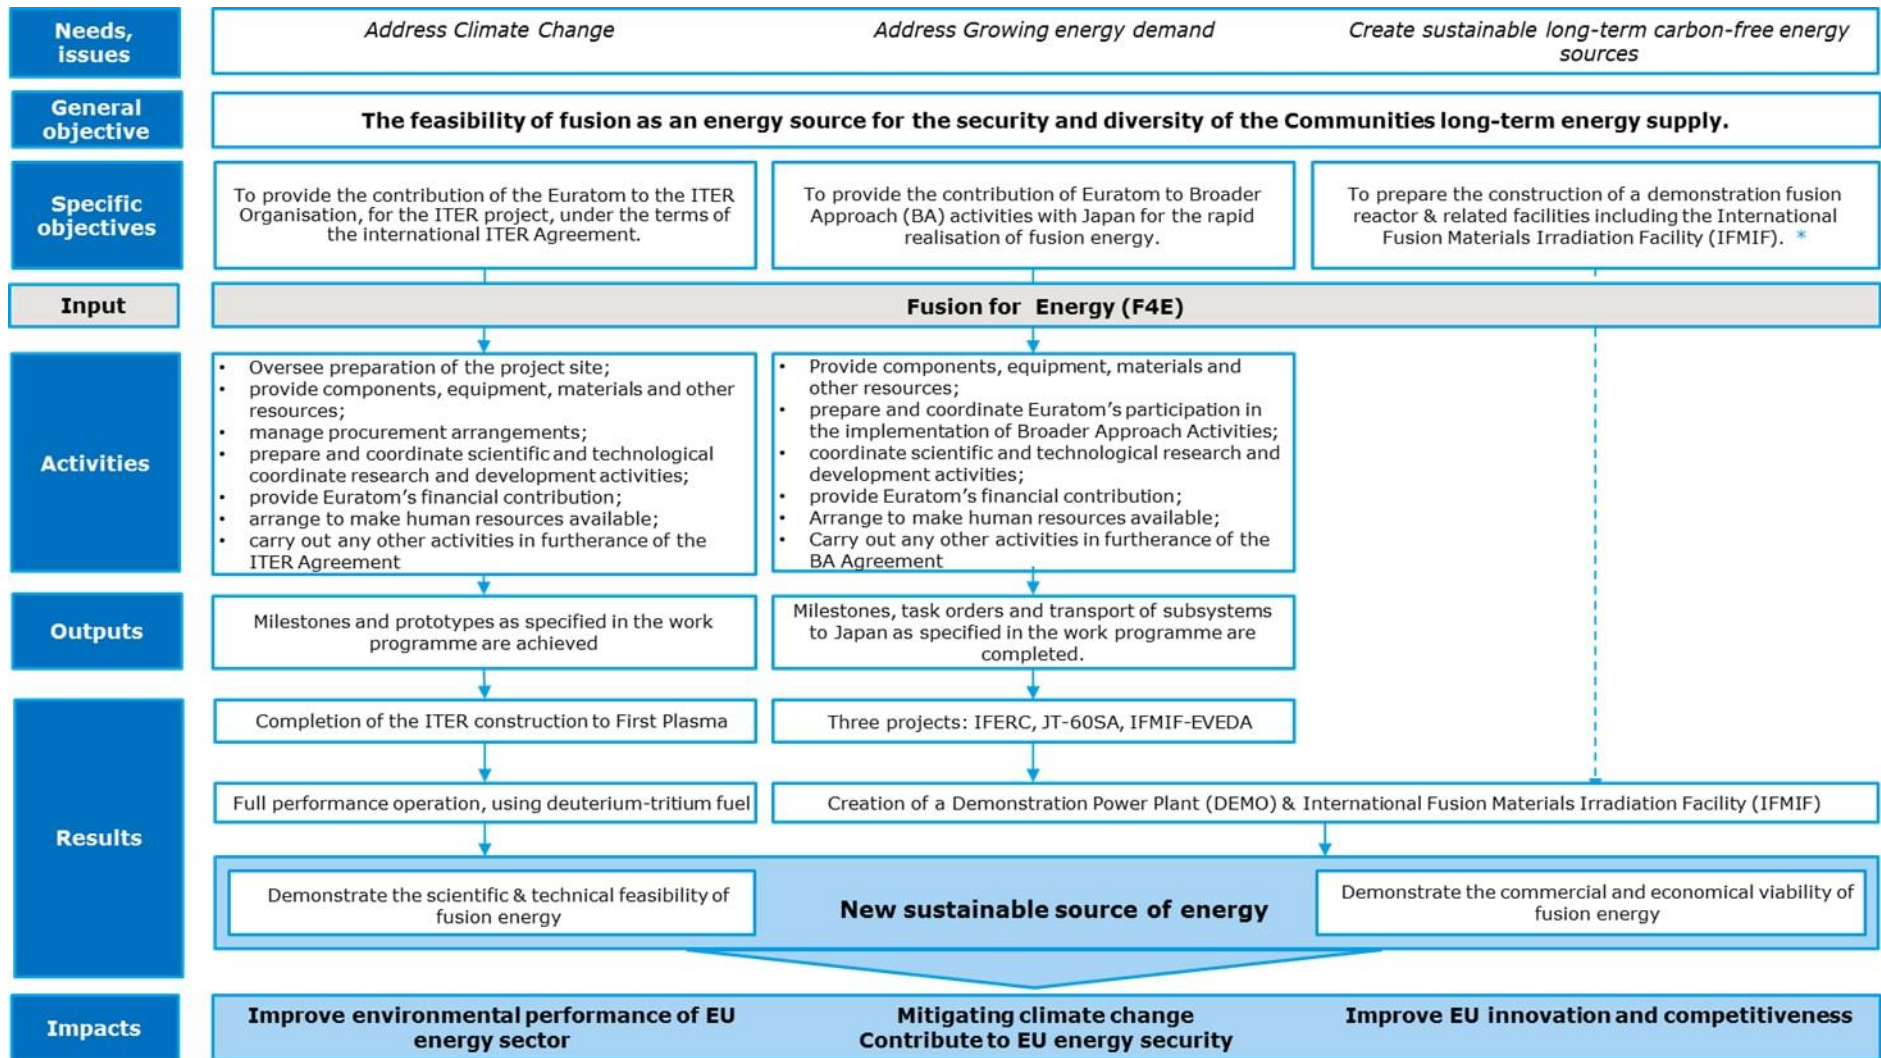 Needs,
issues
Address Climate Change
Address Growing energy demand
Create sustainable long-term carbon-free energy
sources
General
objective
The feasibility of fusion as an energy source for the security and diversity of the Communities long-term energy supply.
Specific
objectives
To provide the contribution of the Euratom to the ITER
Organisation, for the ITER project, under the terms of
the international ITER Agreement.
To provide the contribution of Euratom to Broader
Approach (BA) activities with Japan for the rapid
realisation of fusion energy.
To prepare the construction of a demonstration fusion
reactor & related facilities including the International
Fusion Materials Irradiation Facility (IFMIF). *
Input
Fusion for Energy (F4E)
Activities
• Oversee preparation of the project site;
• provide components, equipment, materials and other
resources;
• manage procurement arrangements;
• prepare and coordinate scientific and technological
coordinate research and development activities;
• provide Euratom's financial contribution;
• arrange to make human resources available;
• carry out any other activities in furtherance of the
ITER Agreement
• Provide components, equipment, materials and
other resources;
• prepare and coordinate Euratom's participation in
the implementation of Broader Approach Activities;
• coordinate scientific and technological research and
development activities;
• provide Euratom's financial contribution;
• Arrange to make human resources available;
• Carry out any other activities in furtherance of the
BA Agreement
Outputs
Milestones and prototypes as specified in the work
programme are achieved
Milestones, task orders and transport of subsystems
to Japan as specified in the work programme are
completed.
Results
Completion of the ITER construction to First Plasma
Three projects: IFERC, JT-60SA, IFMIF-EVEDA
Full performance operation, using deuterium-tritium fuel
Creation of a Demonstration Power Plant (DEMO) & International Fusion Materials Irradiation Facility (IFMIF)
Demonstrate the scientific & technical feasibility of
fusion energy
New sustainable source of energy
Demonstrate the commercial and economical viability of
fusion energy
Impacts
Improve environmental performance of EU
energy sector
Mitigating climate change
Contribute to EU energy security
Improve EU innovation and competitiveness